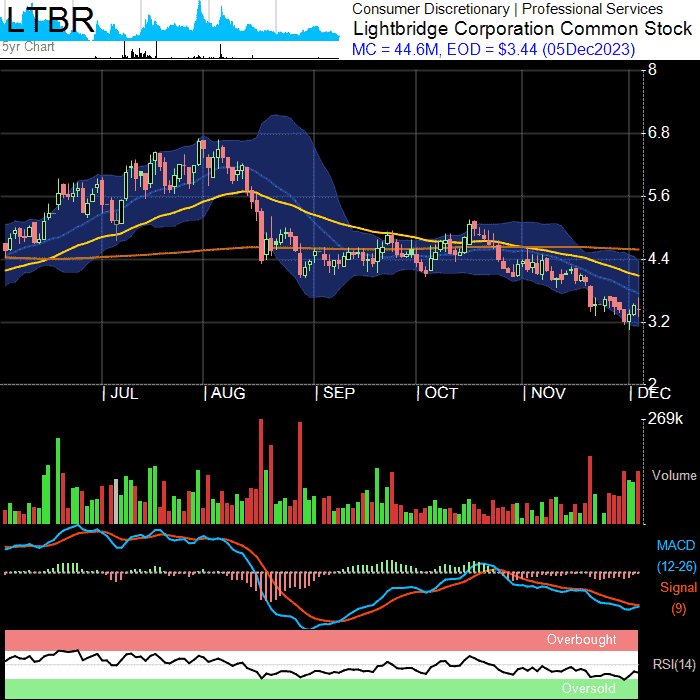 LTBR
5yr Chart
Consumer Discretionary | Professional Services
Lightbridge Corporation Common Stock
MC = 44.6M, EOD = $3.44 (05Dec2023)
8
6.8
5.6
4.4
3.2
2
JUL
AUG
SEP
OCT
NOV
DEC
269k
Volume
MACD
(12-26)
Signal
(9)
Overbought
RSI(14)
Oversold